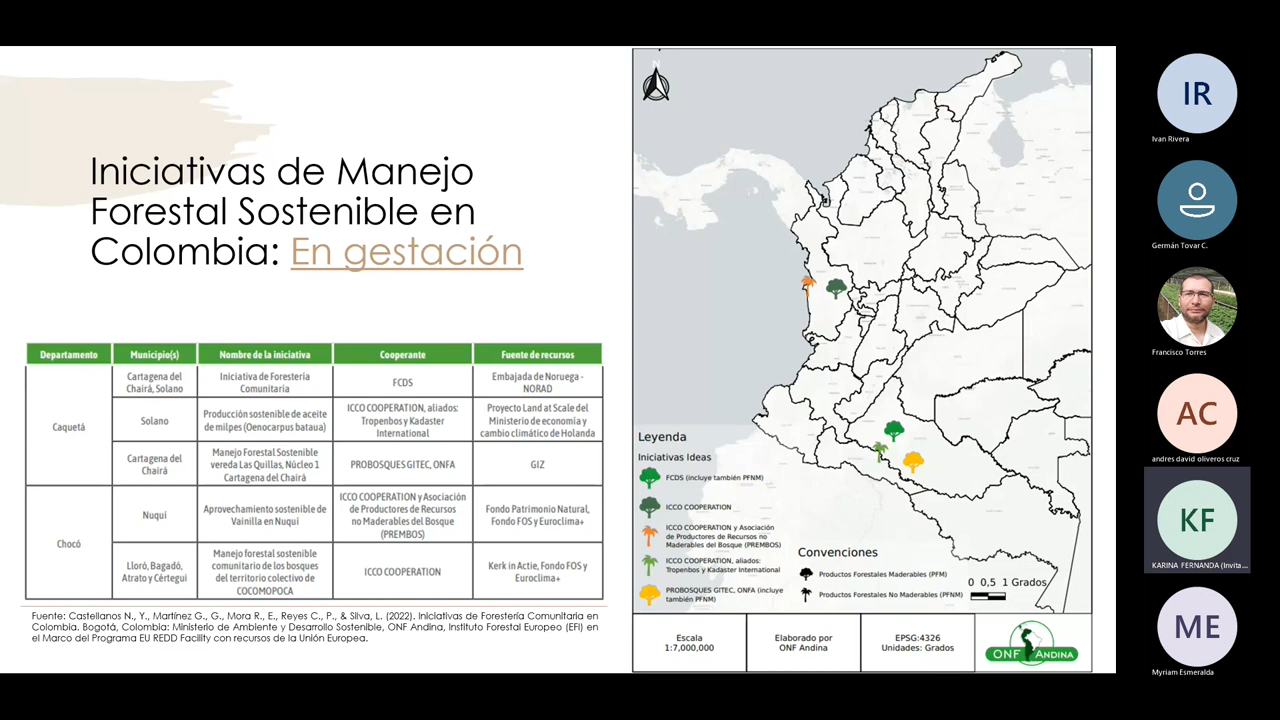 Iniciativas de Manejo
Forestal Sostenible en
Colombia: En gestación
Departamento
Municipio(s)
Nombre de la iniciativa
Cooperante
Fuente de recursos
Caquetá
Cartagena del
Chairá, Solano
Iniciativa de Forestería
Comunitaria
FCDS
Embajada de Noruega -
NORAD
Solano
Producción sostenible de aceite
de milpes (Oenocarpus bataua)
ICCO COOPERATION, aliados:
Tropenbos y Kadaster
International
Proyecto Land at Scale del
Ministerio de economía y
cambio climático de Holanda
Cartagena del
Chairá
Manejo Forestal Sostenible
vereda Las Quillas, Núcleo 1
Cartagena del Chairá
PROBOSQUES GITEC, ONFA
GIZ
Chocó
Nuquí
Aprovechamiento sostenible de
Vainilla en Nuquí
ICCO COOPERATION y Asociación
de Productores de Recursos
no Maderables del Bosque
(PREMBOS)
Fondo Patrimonio Natural,
Fondo FOS y Euroclima+
Lloró, Bagadó,
Atrato y Cértegui
Manejo forestal sostenible
comunitario de los bosques
del territorio colectivo de
COCOMOPOCA
ICCO COOPERATION
Kerk in Actie, Fondo FOS y
Euroclima+
Fuente: Castellanos N., Y., Martínez G., G., Mora R., E., Reyes C., P., & Silva, L. (2022). Iniciativas de Forestería Comunitaria en
Colombia. Bogotá, Colombia: Ministerio de Ambiente y Desarrollo Sostenible, ONF Andina, Instituto Forestal Europeo (EFI) en
el Marco del Programa EU REDD Facility con recursos de la Unión Europea.
N
Leyenda
Iniciativas Ideas
FCDS (incluye también PFNM)
ICCO COOPERATION
ICCO COOPERATION y Asociación
de Productores de Recursos no
Maderables del Bosque (PREMBOS)
ICCO COOPERATION, aliados:
Tropenbos y Kadaster International
PROBOSQUES GITEC, ONFA (incluye
también PFNM)
Convenciones
Productos Forestales Maderables (PFM)
Productos Forestales No Maderables (PFNM)
0 0,5 1 Grados
Escala
1:7,000,000
Elaborado por
ONF Andina
EPSG:4326
Unidades: Grados
ONF ANDINA
IR
Ivan Rivera
Germán Tovar C.
Francisco Torres
AC
andres david oliveros cruz
KF
KARINA FERNANDA (Invita...
ME
Myriam Esmeralda